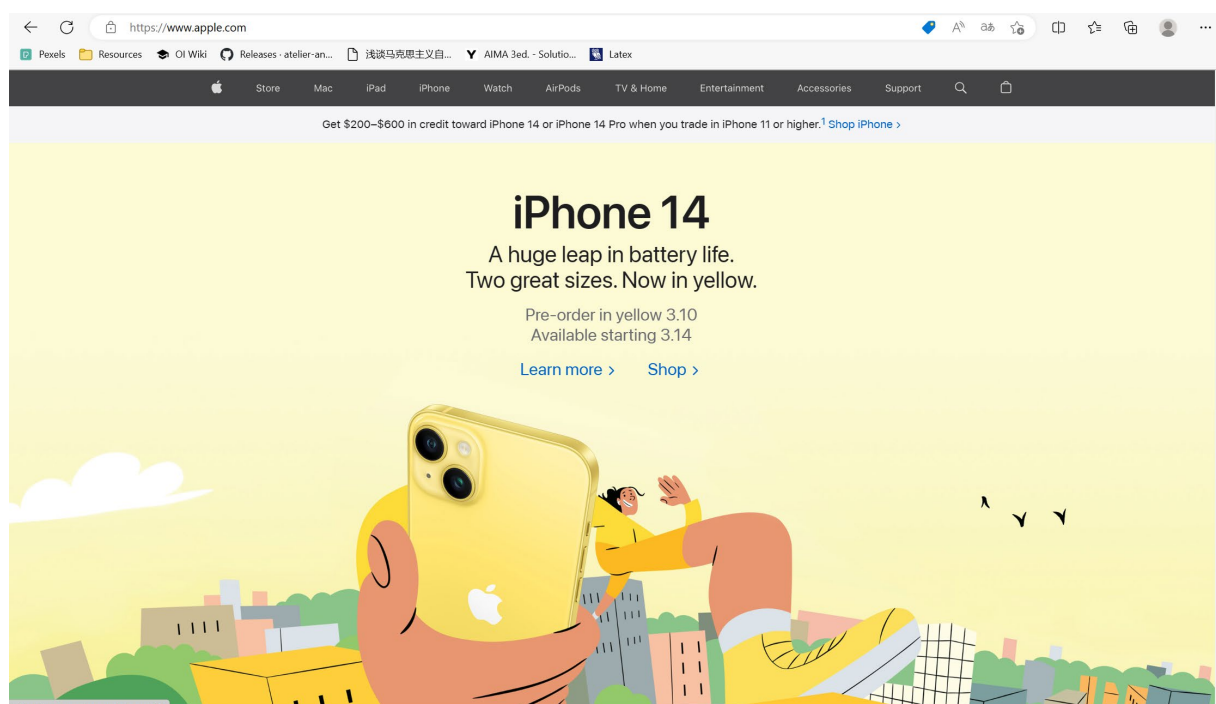 https://www.apple.com
Pexels Resources OI Wiki Releases · atelier-an... 浅谈马克思主义自... AIMA 3ed. - Solutio... Latex
Store Mac iPad iPhone Watch AirPods TV & Home Entertainment Accessories Support
Get $200–$600 in credit toward iPhone 14 or iPhone 14 Pro when you trade in iPhone 11 or higher.¹ Shop iPhone >
iPhone 14
A huge leap in battery life.
Two great sizes. Now in yellow.
Pre-order in yellow 3.10
Available starting 3.14
Learn more > Shop >